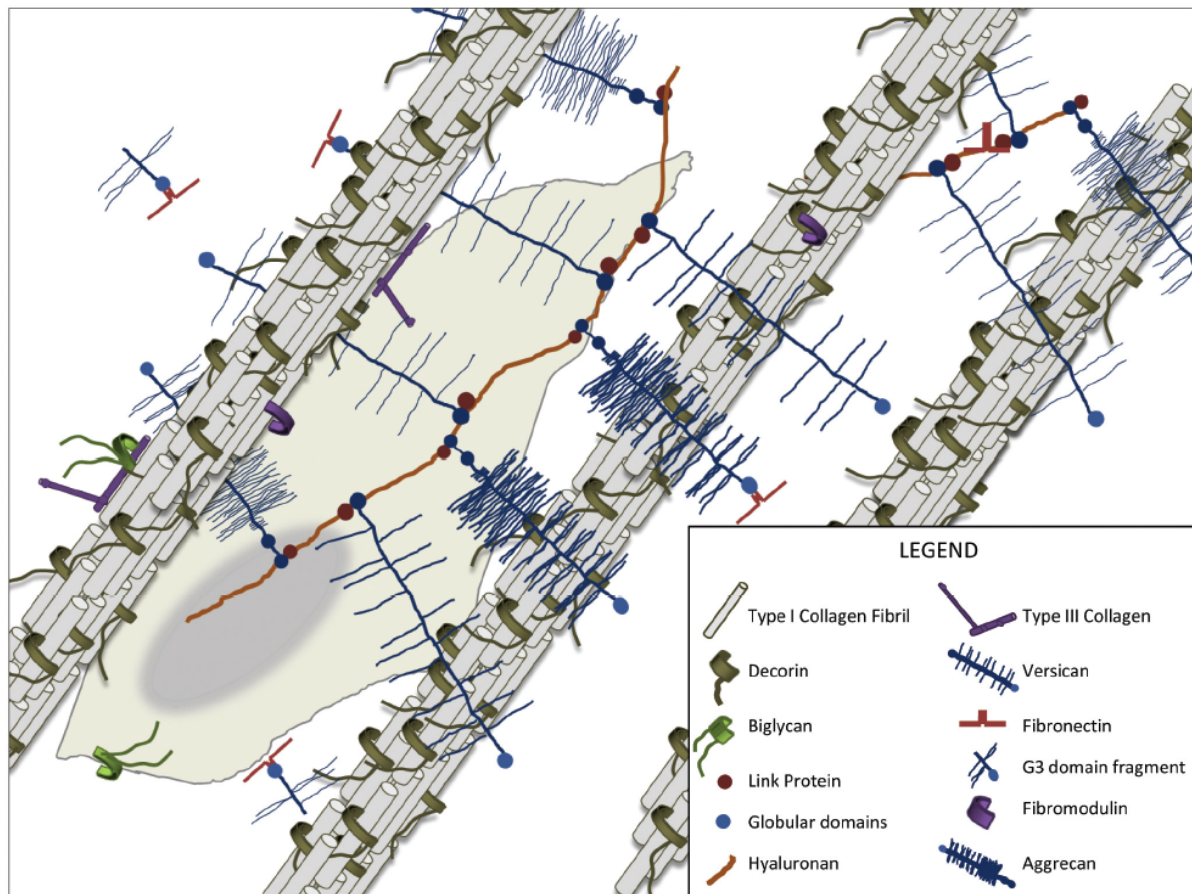 LEGEND
Type I Collagen Fibril
Type III Collagen
Decorin
Versican
Biglycan
Fibronectin
Link Protein
G3 domain fragment
Globular domains
Fibromodulin
Hyaluronan
Aggrecan